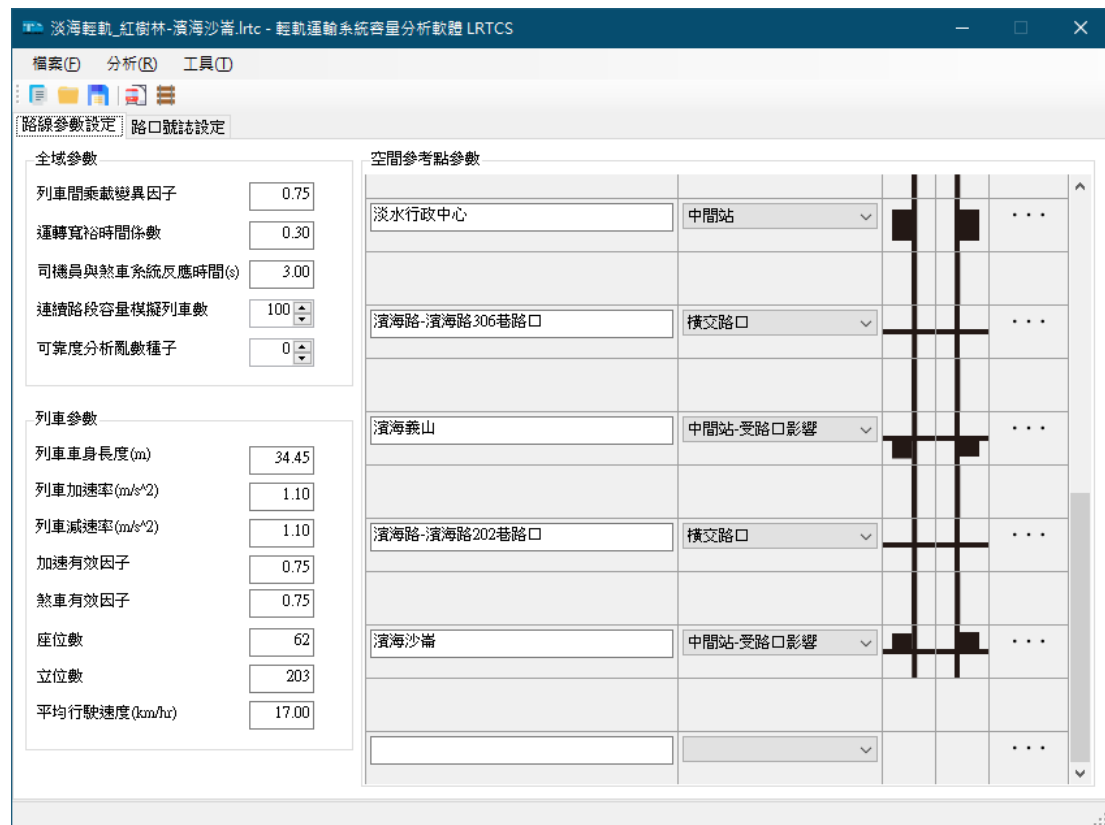 淡海輕軌_紅樹林-濱海沙崙.lrtc - 輕軌運輸系統容量分析軟體 LRTCS
檔案(F) 分析(R) 工具(T)
路線參數設定 路口號誌設定
全域參數
列車間乘載變異因子 0.75
運轉寬裕時間係數 0.30
司機員與煞車系統反應時間(s) 3.00
連續路段容量模擬列車數 100
可靠度分析亂數種子 0
列車參數
列車車身長度(m) 34.45
列車加速率(m/s^2) 1.10
列車減速率(m/s^2) 1.10
加速有效因子 0.75
煞車有效因子 0.75
座位數 62
立位數 203
平均行駛速度(km/hr) 17.00
空間參考點參數
淡水行政中心 中間站 ...
濱海路-濱海路306巷路口 橫交路口 ...
濱海義山 中間站-受路口影響 ...
濱海路-濱海路202巷路口 橫交路口 ...
濱海沙崙 中間站-受路口影響 ...
...